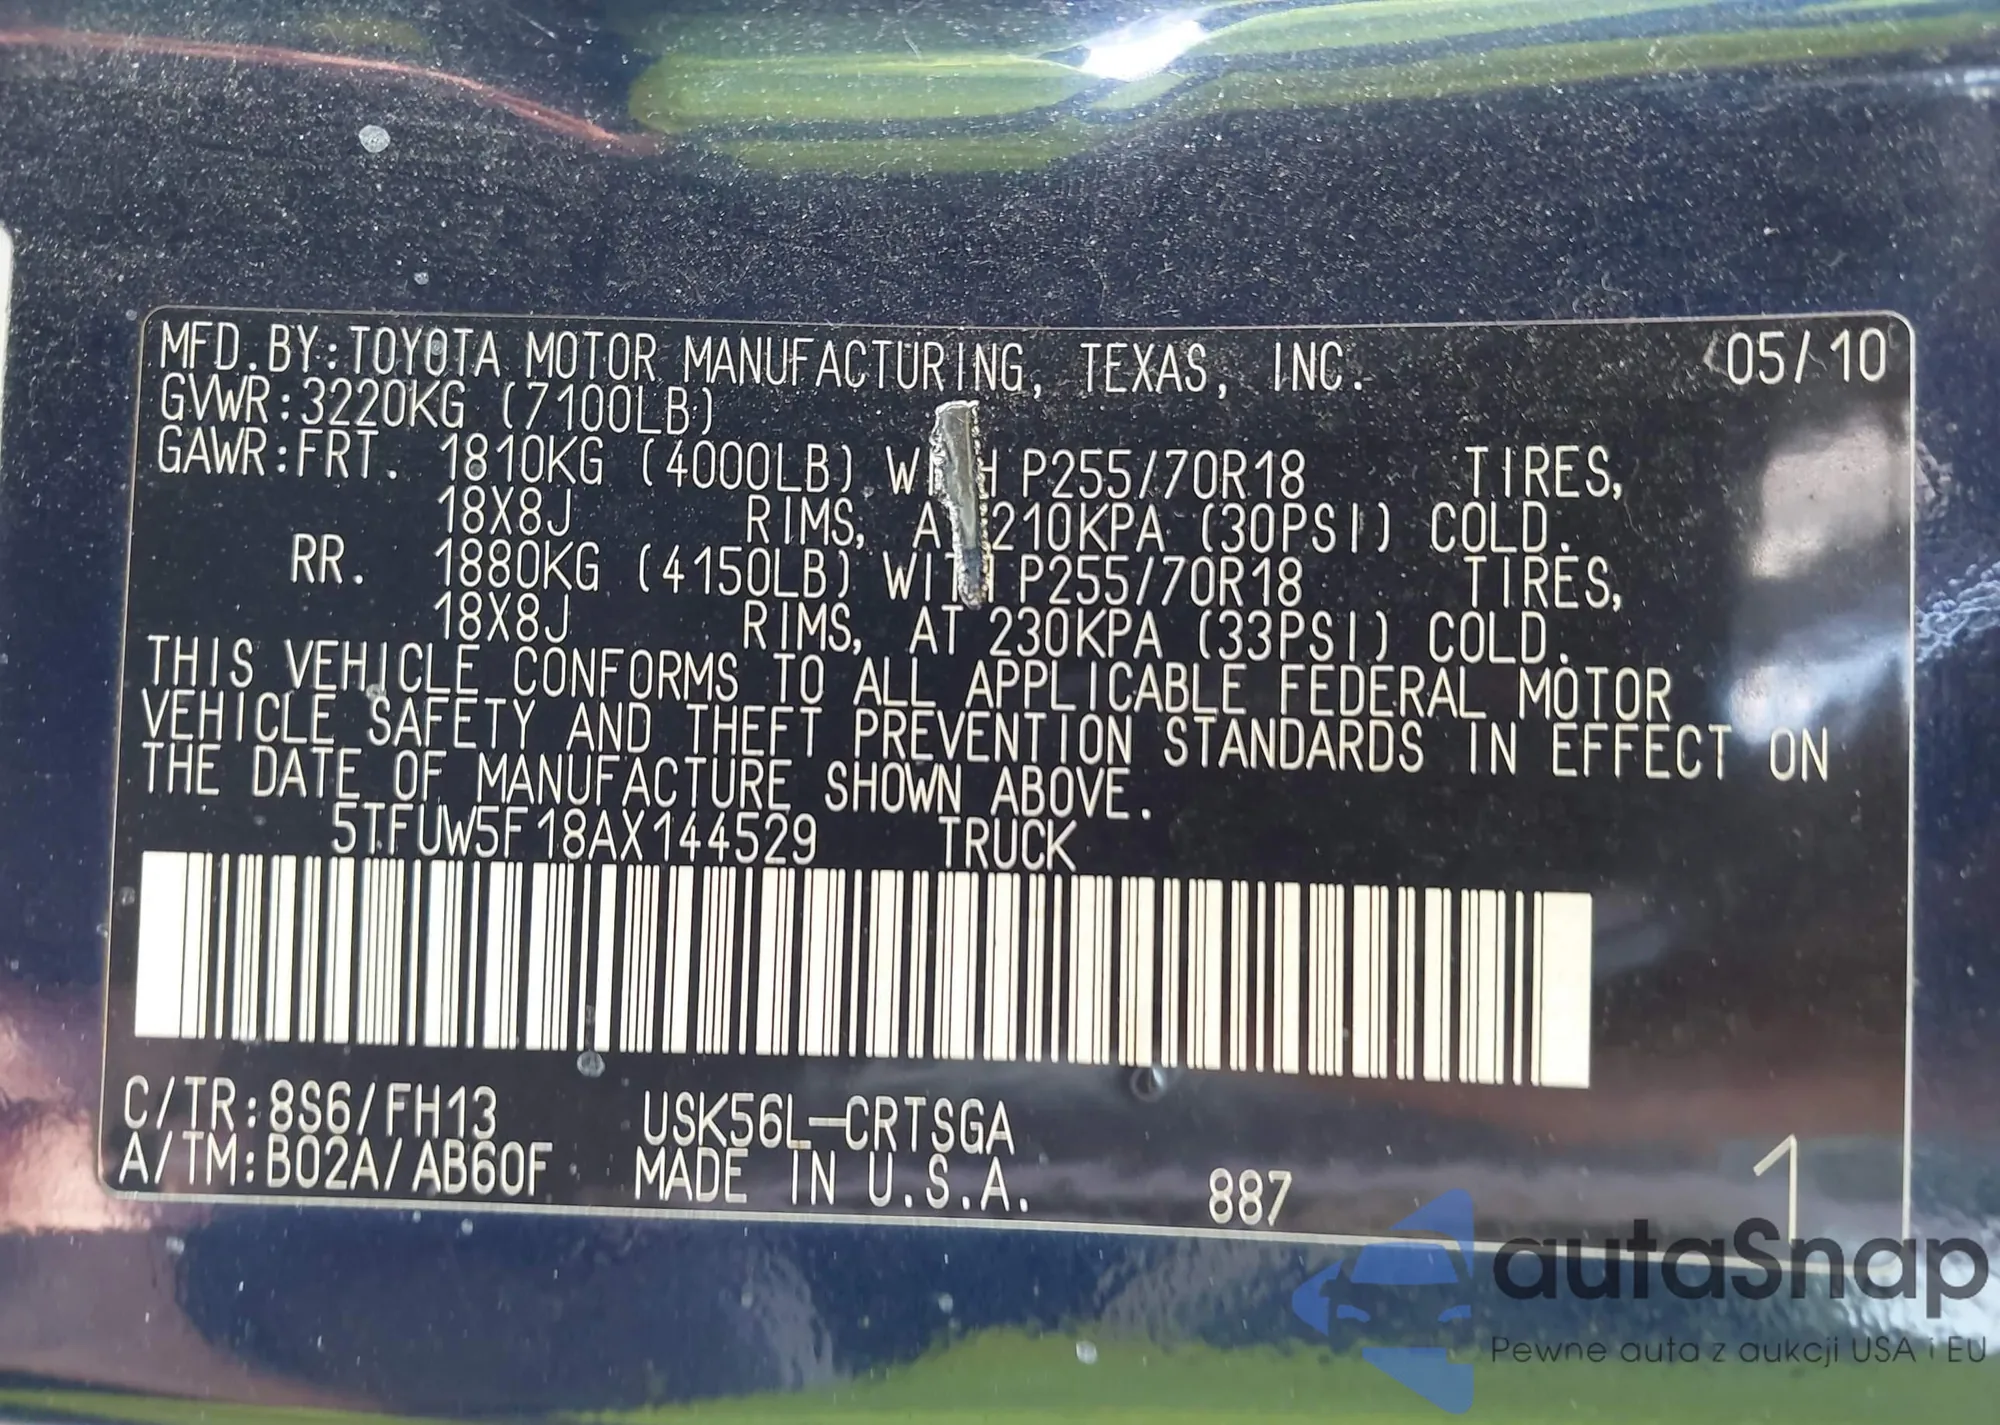 MFD.BY:TOYOTA MOTOR MANUFACTURING, TEXAS, INC. 05/10
GVWR:3220KG (7100LB)
GAWR:FRT. 1810KG (4000LB) WITH P255/70R18 TIRES,
18X8J RIMS, AT 210KPA (30PSI) COLD.
RR. 1880KG (4150LB) WITH P255/70R18 TIRES,
18X8J RIMS, AT 230KPA (33PSI) COLD.
THIS VEHICLE CONFORMS TO ALL APPLICABLE FEDERAL MOTOR
VEHICLE SAFETY AND THEFT PREVENTION STANDARDS IN EFFECT ON
THE DATE OF MANUFACTURE SHOWN ABOVE.
5TFUW5F18AX144529 TRUCK
C/TR:8S6/FH13 USK56L-CRTSGA
A/TM:B02A/AB60F MADE IN U.S.A. 887 1
autaSnap
Pewne auta z aukcji USA i EU